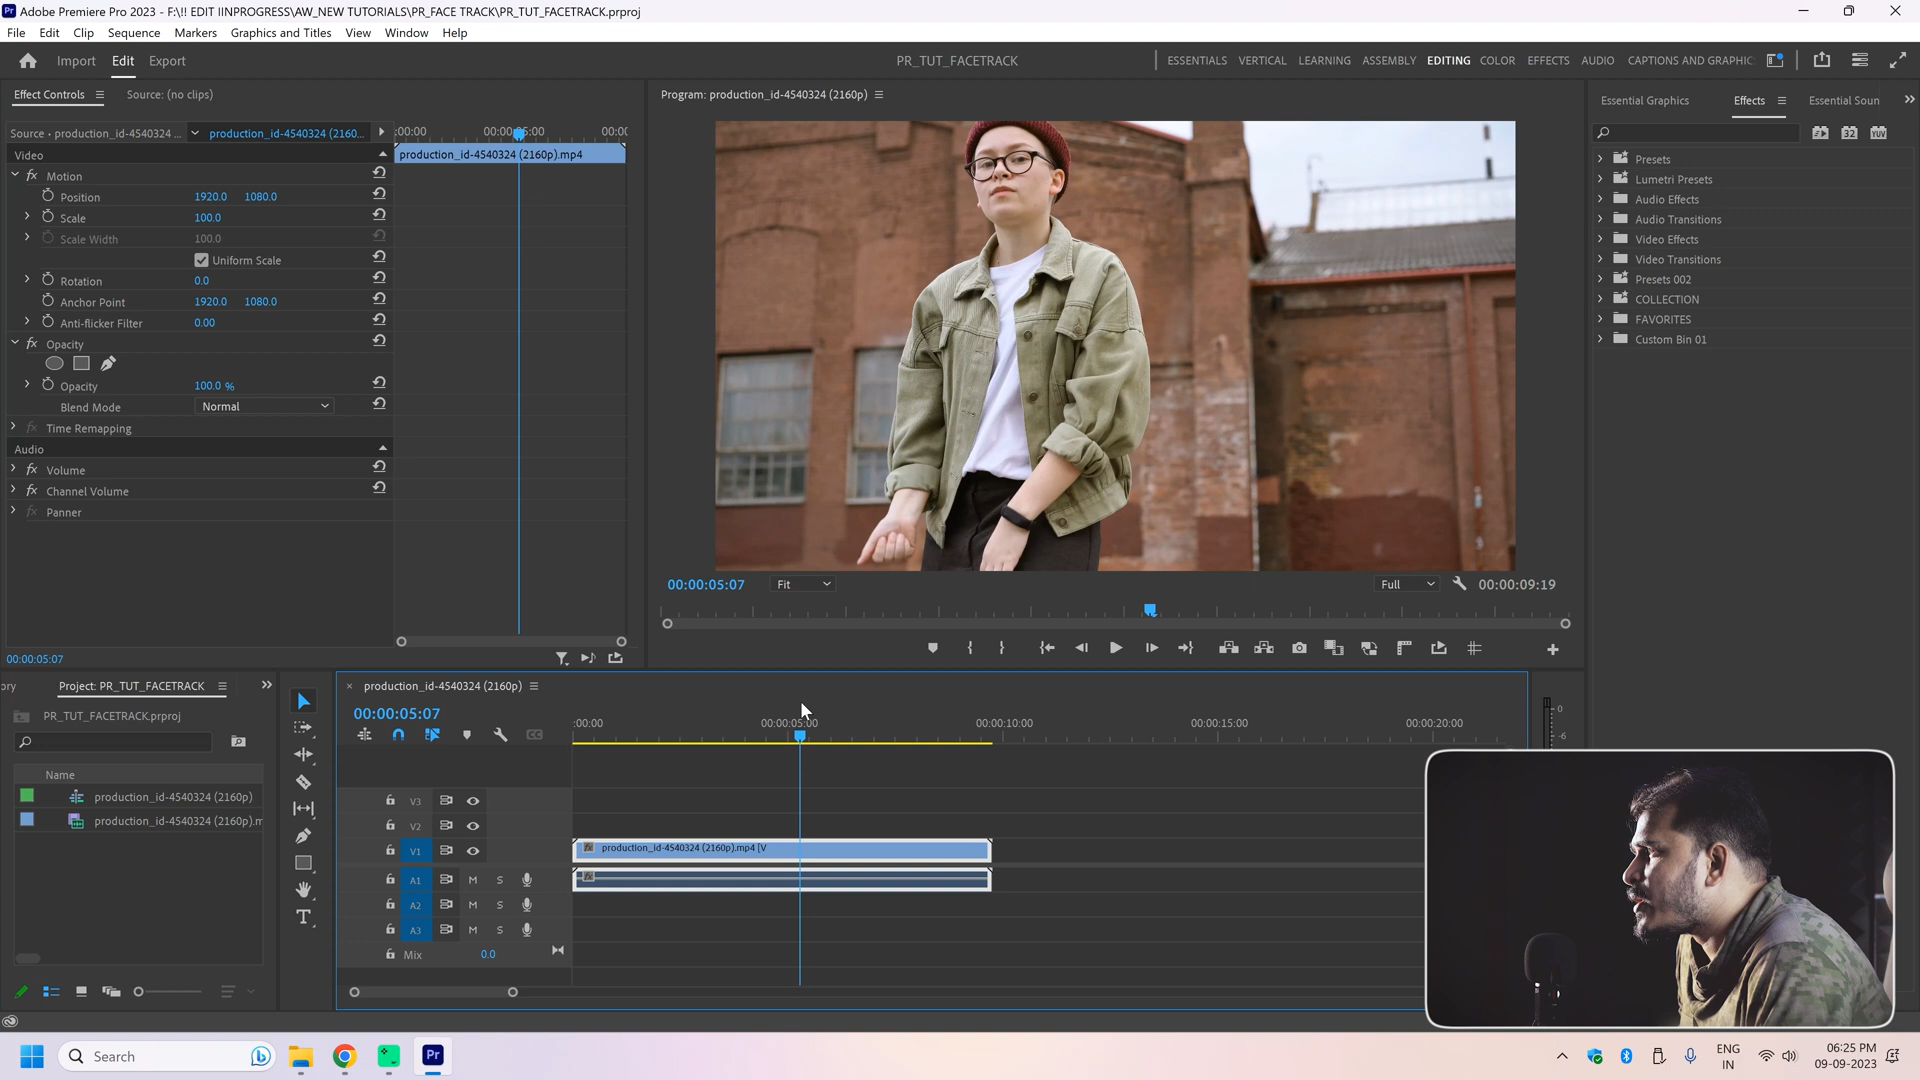 Adobe Premiere Pro 2023 - F:\!! EDIT IINPROGRESS\AW_NEW TUTORIALS\PR_FACE TRACK\PR_TUT_FACETRACK.prproj
File Edit Clip Sequence Markers Graphics and Titles View Window Help
Import Edit Export
PR_TUT_FACETRACK
ESSENTIALS VERTICAL LEARNING ASSEMBLY EDITING COLOR EFFECTS AUDIO CAPTIONS AND GRAPHIC
Effect Controls Source: (no clips)
Program: production_id-4540324 (2160p)
Essential Graphics Effects Essential Soun
Source • production_id-4540324 ... production_id-4540324 (2160...
:00:00 00:00:05:00 00:00
Video
production_id-4540324 (2160p).mp4
Motion
Position 1920.0 1080.0
Scale 100.0
Scale Width 100.0
Uniform Scale
Rotation 0.0
Anchor Point 1920.0 1080.0
Anti-flicker Filter 0.00
Opacity
Opacity 100.0 %
Blend Mode Normal
Time Remapping
Audio
Volume
Channel Volume
Panner
00:00:05:07
00:00:05:07 Fit Full 00:00:09:19
32 YUV
Presets
Lumetri Presets
Audio Effects
Audio Transitions
Video Effects
Video Transitions
Presets 002
COLLECTION
FAVORITES
Custom Bin 01
ory Project: PR_TUT_FACETRACK
PR_TUT_FACETRACK.prproj
Name
production_id-4540324 (2160p)
production_id-4540324 (2160p).m
production_id-4540324 (2160p)
00:00:05:07
:00:00 00:00:05:00 00:00:10:00 00:00:15:00 00:00:20:00
V3
V2
V1
production_id-4540324 (2160p).mp4 [V
A1 M S
A2 M S
A3 M S
Mix 0.0
0
-6
Search
Pr
ENG
IN
06:25 PM
09-09-2023